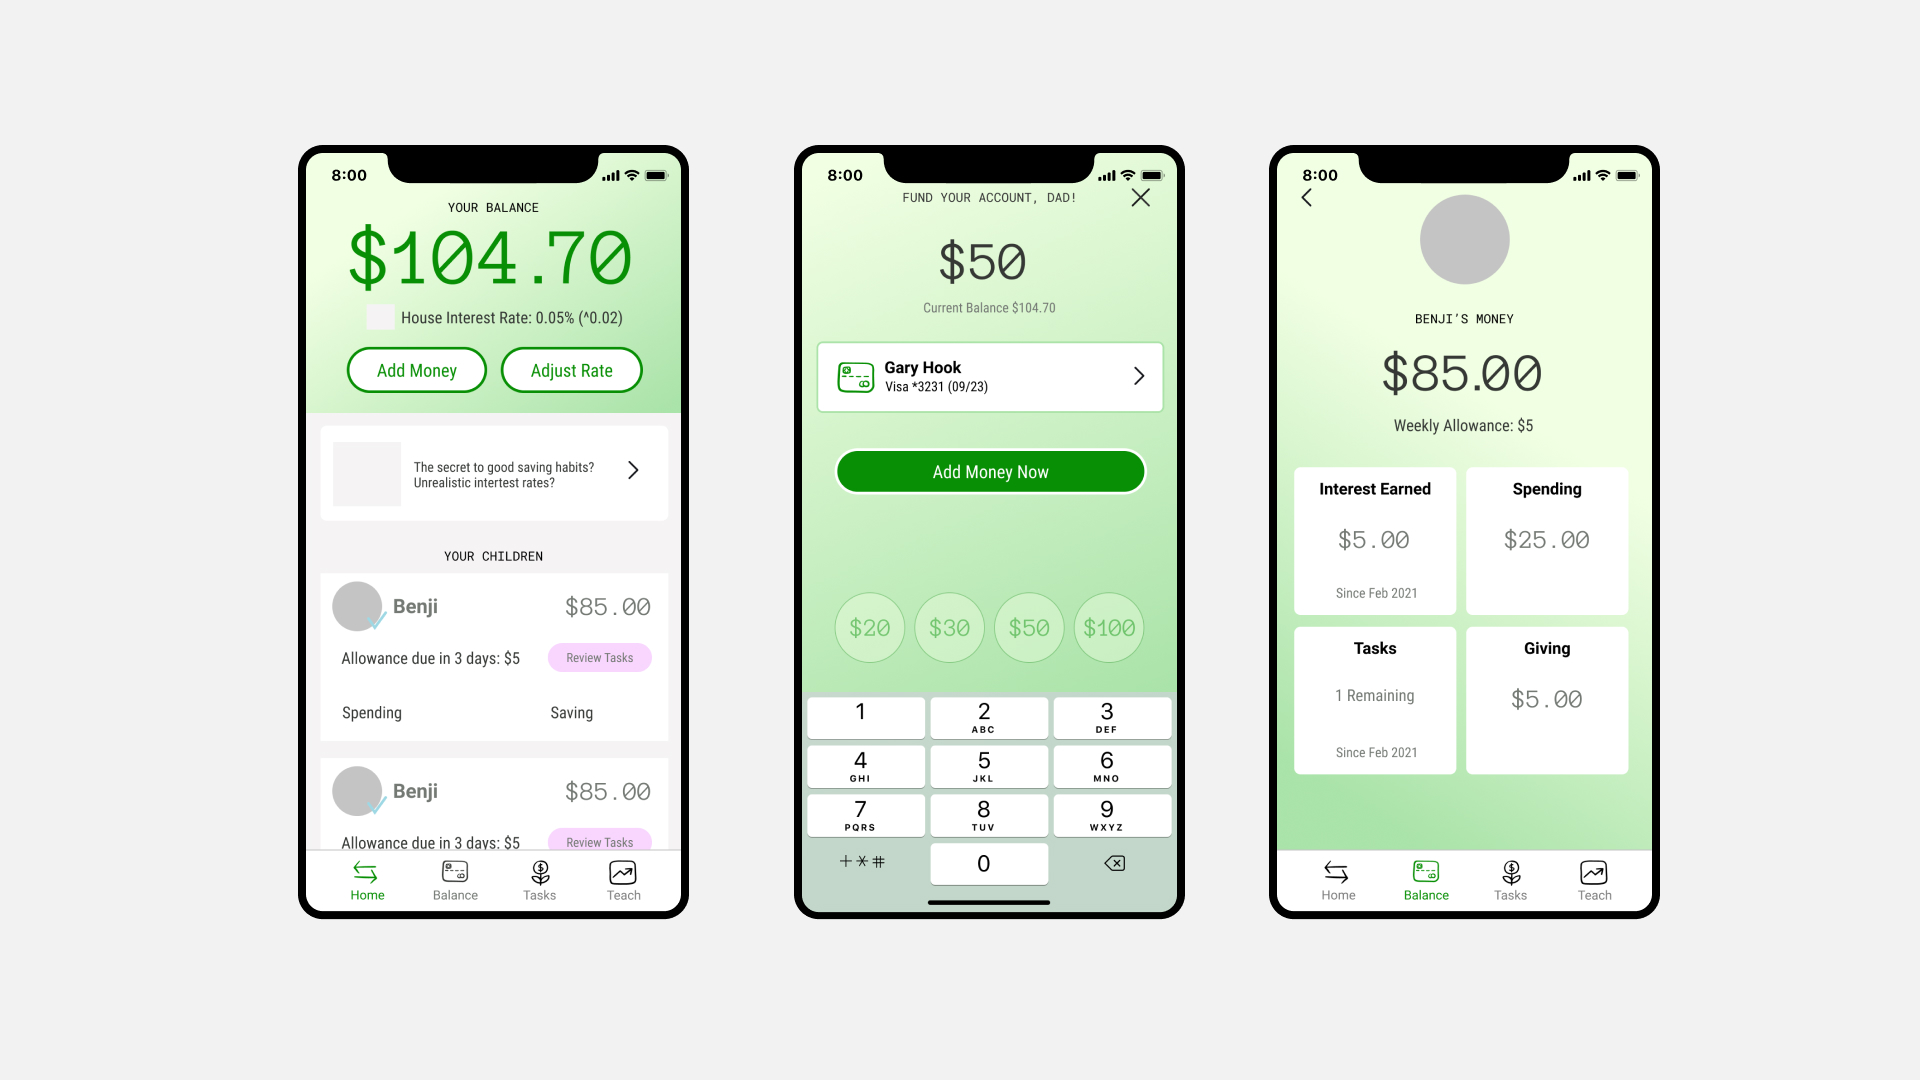 8:00
YOUR BALANCE
$104.70
House Interest Rate: 0.05% (^0.02)
Add Money
Adjust Rate
The secret to good saving habits?
Unrealistic intertest rates?
YOUR CHILDREN
Benji
$85.00
Allowance due in 3 days: $5
Review Tasks
Spending
Saving
Benji
$85.00
Allowance due in 3 days: $5
Review Tasks
Home
Balance
Tasks
Teach
8:00
FUND YOUR ACCOUNT, DAD!
$50
Current Balance $104.70
Gary Hook
Visa *3231 (09/23)
Add Money Now
$20
$30
$50
$100
1
2
ABC
3
DEF
4
GHI
5
JKL
6
MNO
7
PQRS
8
TUV
9
WXYZ
+*#
0
8:00
BENJI'S MONEY
$85.00
Weekly Allowance: $5
Interest Earned
$5.00
Since Feb 2021
Spending
$25.00
Tasks
1 Remaining
Since Feb 2021
Giving
$5.00
Home
Balance
Tasks
Teach